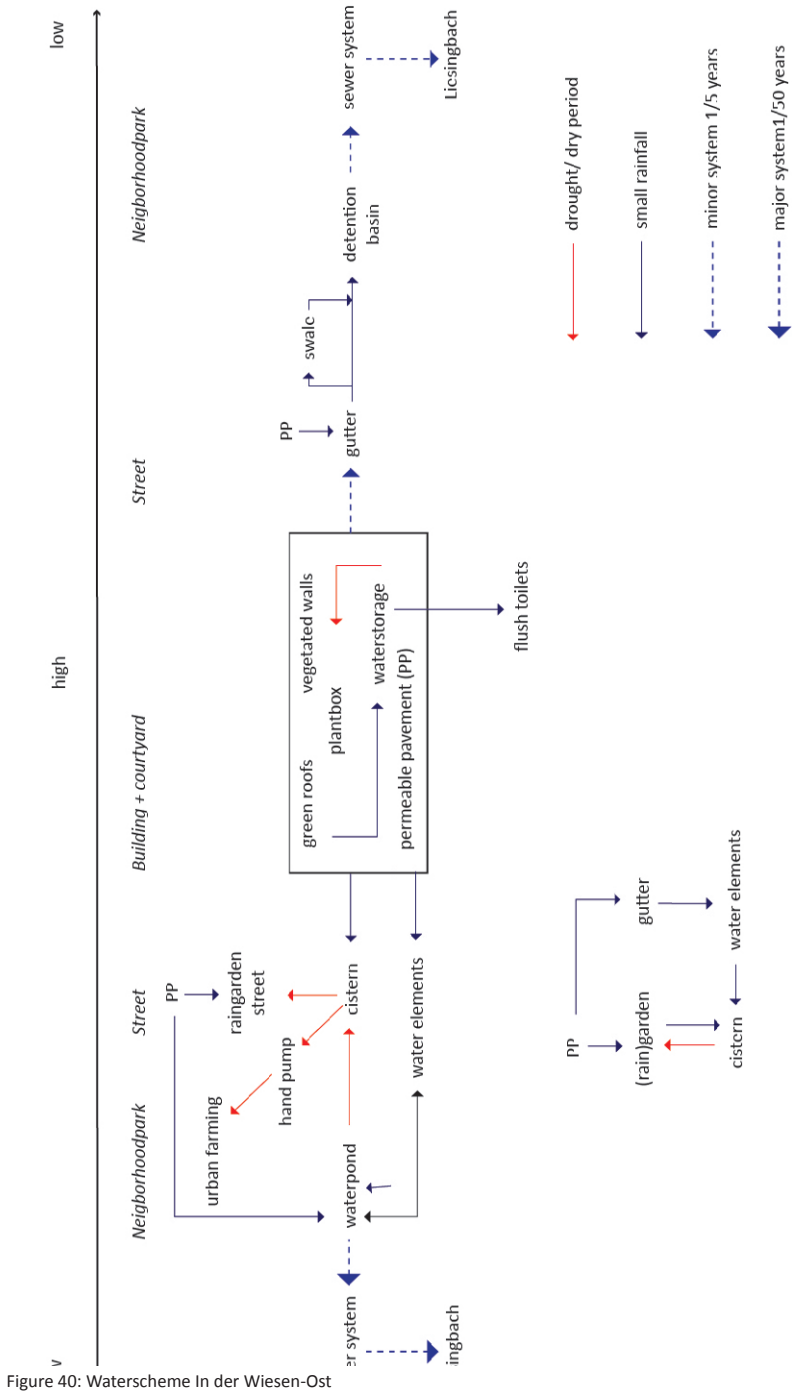 v
high
low
Neigborhoodpark
Street
Building + courtyard
Street
Neigborhoodpark
PP
urban farming
raingarden
street
hand pump
green roofs
vegetated walls
PP
swalc
plantbox
er system
waterpond
cistern
gutter
detention
basin
sewer system
waterstorage
permeable pavement (PP)
water elements
singbach
Licsingbach
flush toilets
PP
(rain)garden
gutter
cistcrn
water elements
drought/ dry period
small rainfall
minor system 1/5 years
major system1/50 years
Figure 40: Waterscheme In der Wiesen-Ost